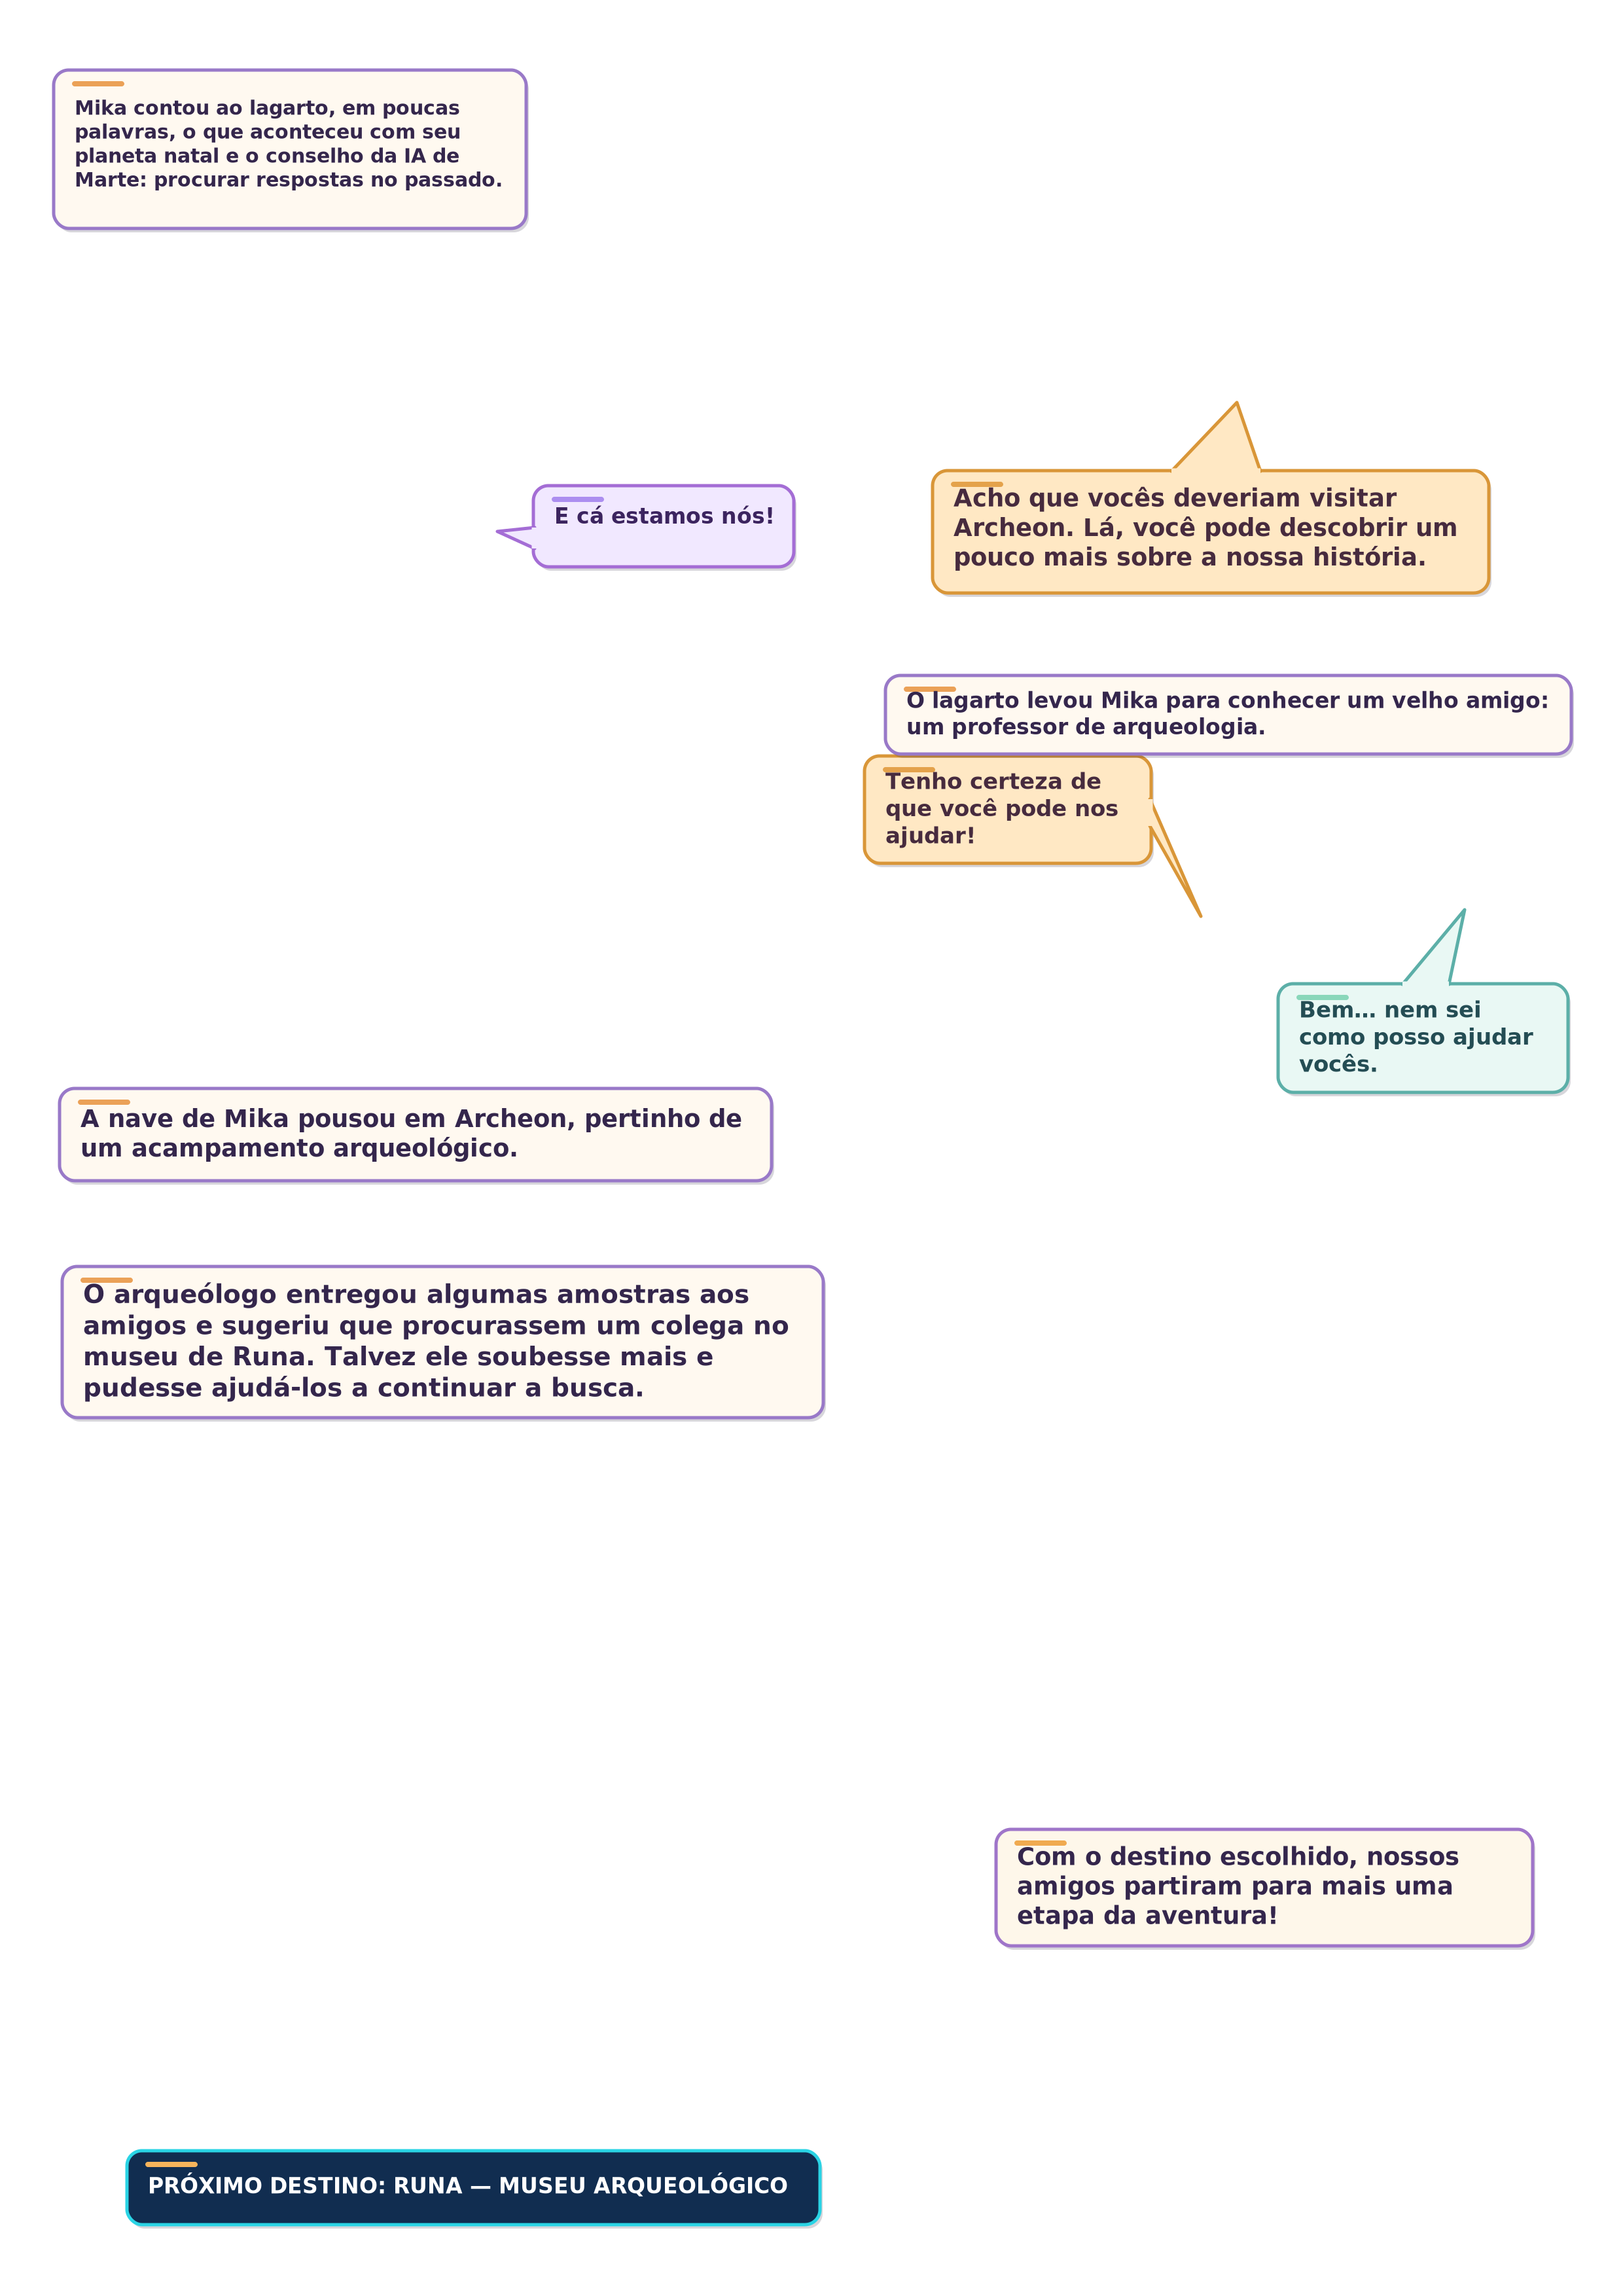 Mika contou ao lagarto, em poucas
palavras, o que aconteceu com seu
planeta natal e o conselho da IA de
Marte: procurar respostas no passado.
E cá estamos nós!
Acho que vocês deveriam visitar
Archeon. Lá, você pode descobrir um
pouco mais sobre a nossa história.
O lagarto levou Mika para conhecer um velho amigo:
um professor de arqueologia.
Tenho certeza de
que você pode nos
ajudar!
Bem... nem sei
como posso ajudar
vocês.
A nave de Mika pousou em Archeon, pertinho de
um acampamento arqueológico.
O arqueólogo entregou algumas amostras aos
amigos e sugeriu que procurassem um colega no
museu de Runa. Talvez ele soubesse mais e
pudesse ajudá-los a continuar a busca.
Com o destino escolhido, nossos
amigos partiram para mais uma
etapa da aventura!
PRÓXIMO DESTINO: RUNA — MUSEU ARQUEOLÓGICO